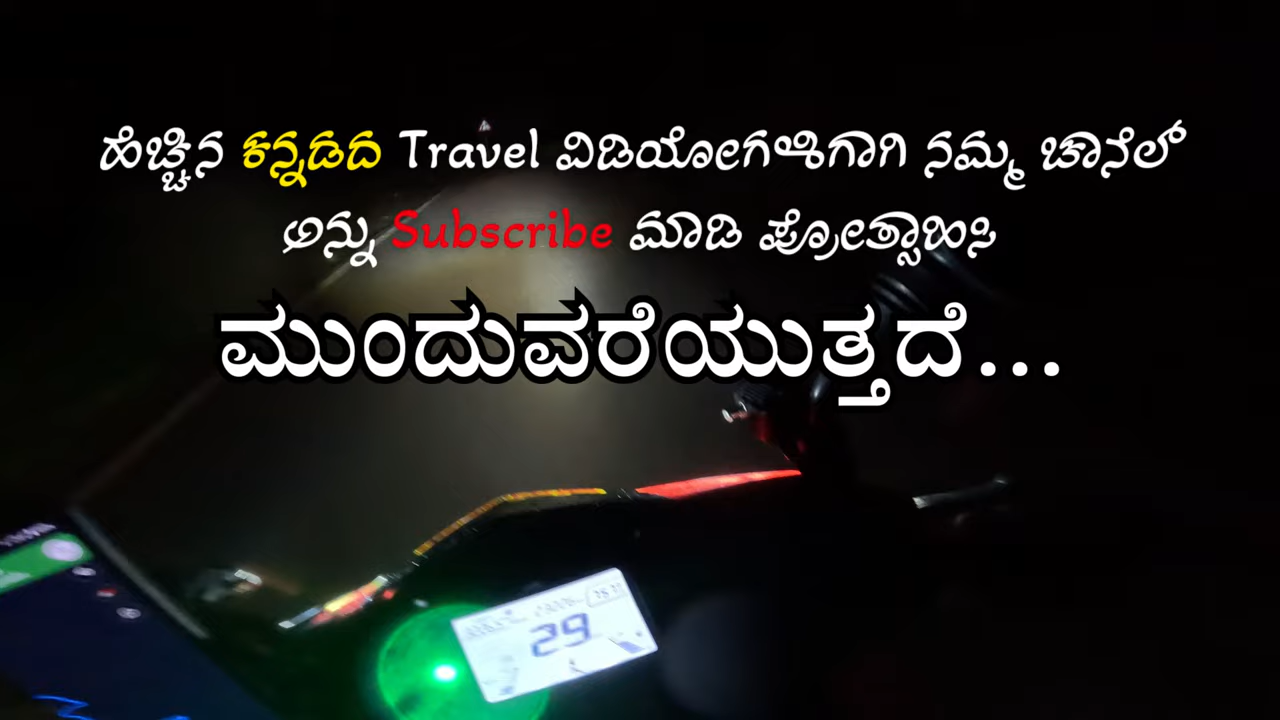 ಹೆಚ್ಚಿನ ಕನ್ನಡದ Travel ವಿಡಿಯೋಗಳಿಗಾಗಿ ನಮ್ಮ ಚಾನೆಲ್
ಅನ್ನು Subscribe ಮಾಡಿ ಪ್ರೋತ್ಸಾಹಿಸಿ
ಮುಂದುವರೆಯುತ್ತದೆ...
29